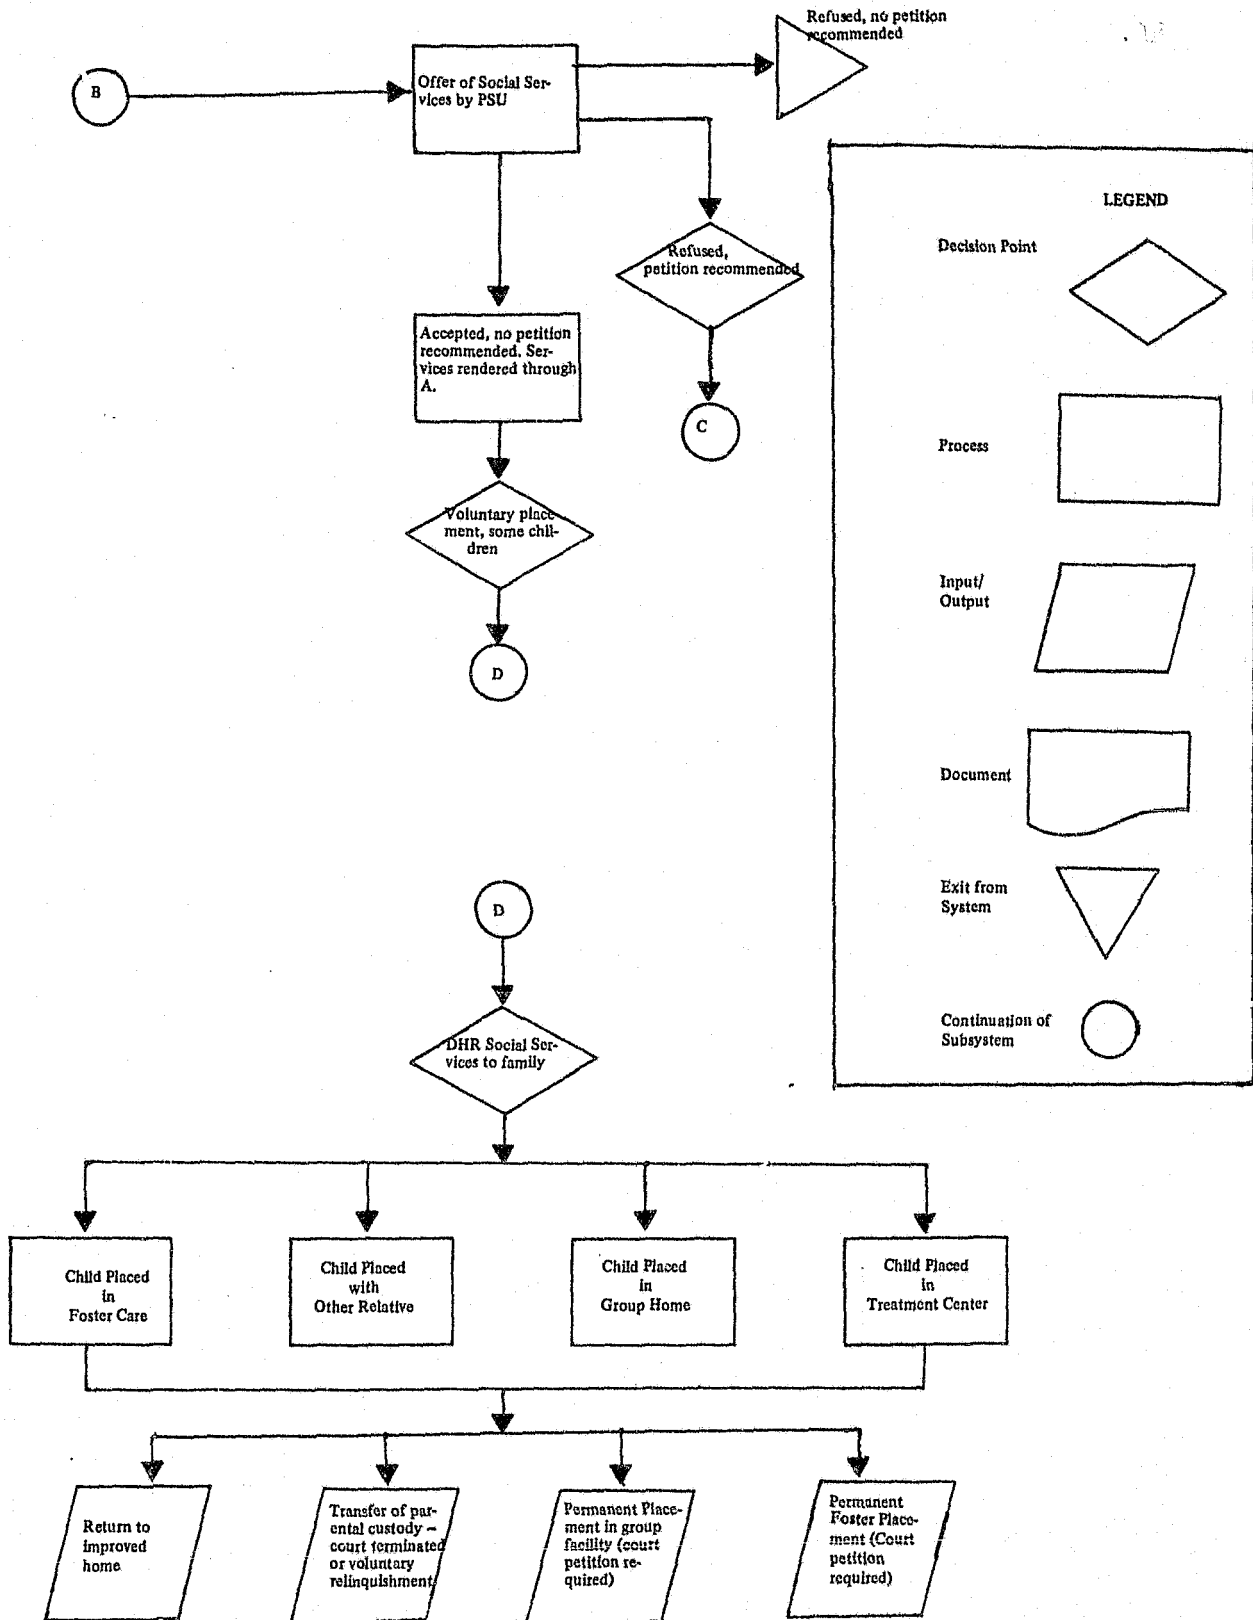 Refused, no petition
recommended
B
Offer of Social Ser-
vices by PSU
Refused,
petition recommended
Accepted, no petition
recommended. Ser-
vices rendered through
A.
C
Voluntary place-
ment, some chil-
dren
D
LEGEND
Decision Point
Process
Input/
Output
Document
Exit from
System
Continuation of
Subsystem
D
DHR Social Ser-
vices to family
Child Placed
in
Foster Care
Child Placed
with
Other Relative
Child Placed
in
Group Home
Child Placed
in
Treatment Center
Return to
improved
home
Transfer of par-
ental custody –
court terminated
or voluntary
relinquishment
Permanent Place-
ment in group
facility (court
petition re-
quired)
Permanent
Foster Place-
ment (Court
petition
required)